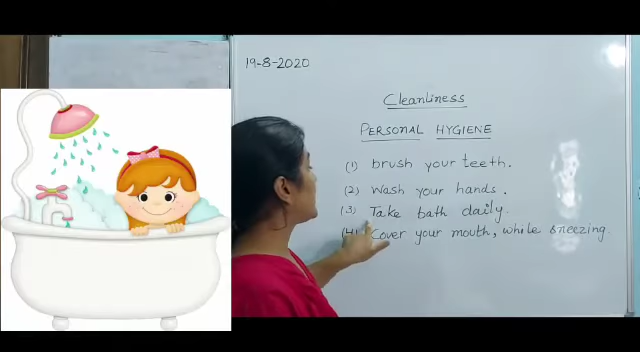 19-8-2020
Cleanliness
PERSONAL HYGIENE
(1) brush your teeth.
(2) Wash your hands.
(3) Take bath daily.
(4) Cover your mouth, while sneezing.